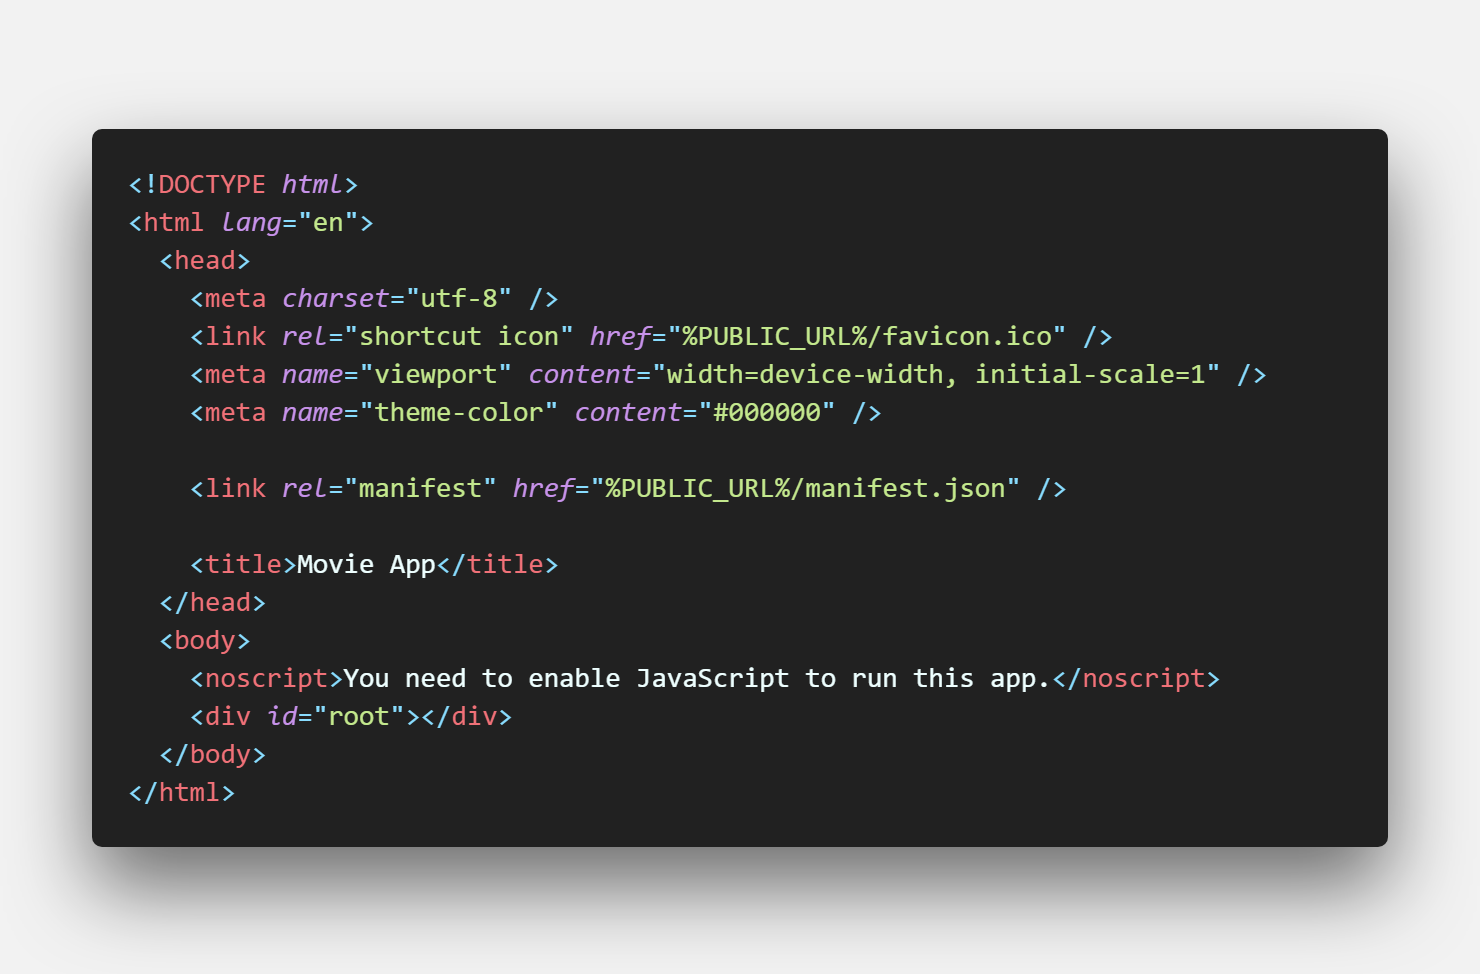 <!DOCTYPE html>
<html lang="en">
  <head>
    <meta charset="utf-8" />
    <link rel="shortcut icon" href="%PUBLIC_URL%/favicon.ico" />
    <meta name="viewport" content="width=device-width, initial-scale=1" />
    <meta name="theme-color" content="#000000" />

    <link rel="manifest" href="%PUBLIC_URL%/manifest.json" />

    <title>Movie App</title>
  </head>
  <body>
    <noscript>You need to enable JavaScript to run this app.</noscript>
    <div id="root"></div>
  </body>
</html>